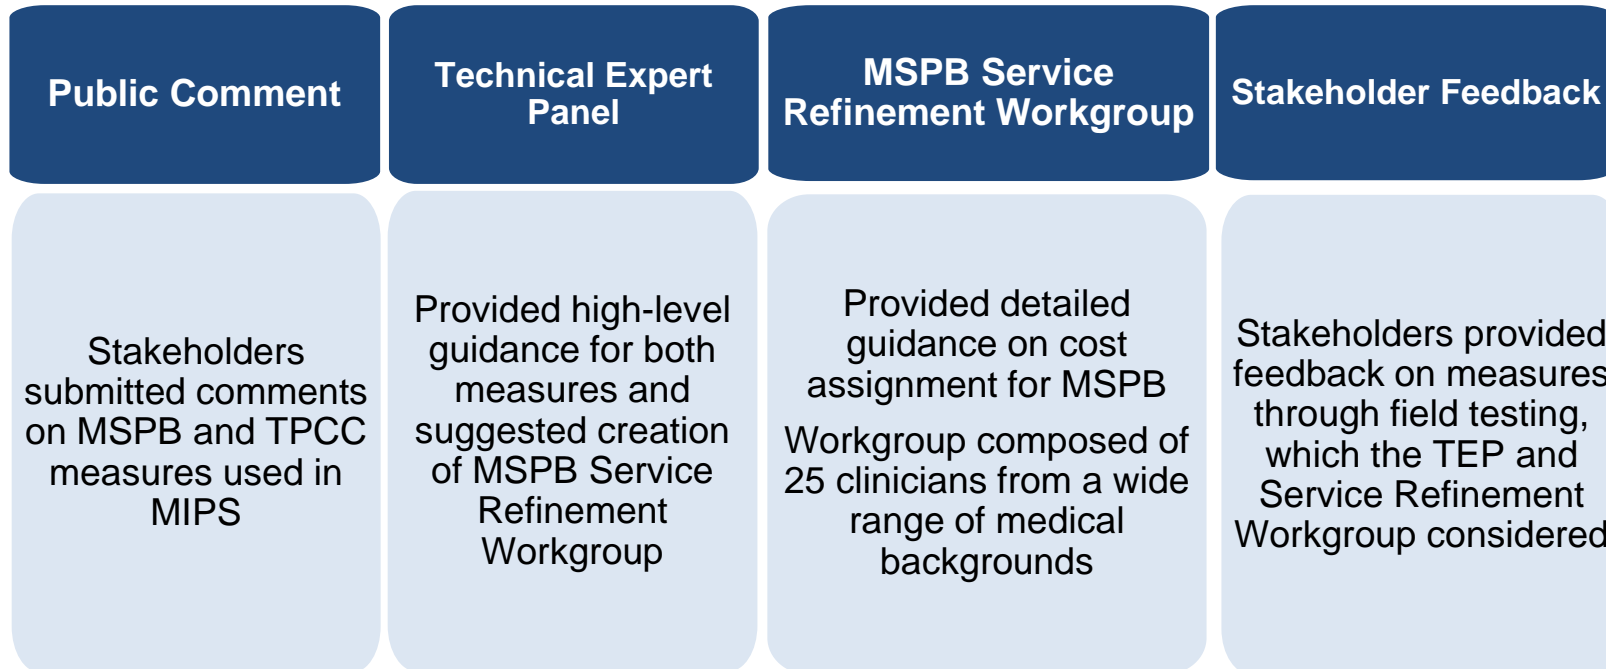 Public Comment
Technical Expert
Panel
MSPB Service
Refinement Workgroup
Stakeholder Feedback
Stakeholders
submitted comments
on MSPB and TPCC
measures used in
MIPS
Provided high-level
guidance for both
measures and
suggested creation
of MSPB Service
Refinement
Workgroup
Provided detailed
guidance on cost
assignment for MSPB
Workgroup composed of
25 clinicians from a wide
range of medical
backgrounds
Stakeholders provided
feedback on measures
through field testing,
which the TEP and
Service Refinement
Workgroup considered